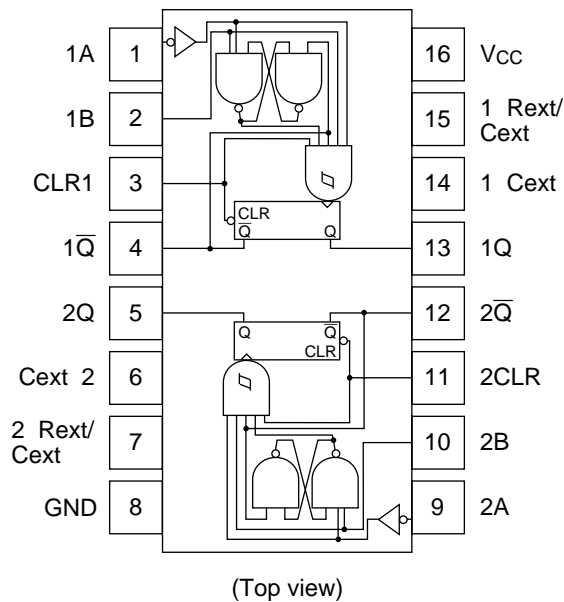 1A 1 16 VCC
1B 2 15 1 Rext/
Cext
CLR1 3 14 1 Cext
CLR
Q̅ Q
1Q̅ 4 13 1Q
2Q 5 12 2Q̅
Q Q̅
CLR
Cext 2 6 11 2CLR
2 Rext/
Cext 7 10 2B
GND 8 9 2A
(Top view)